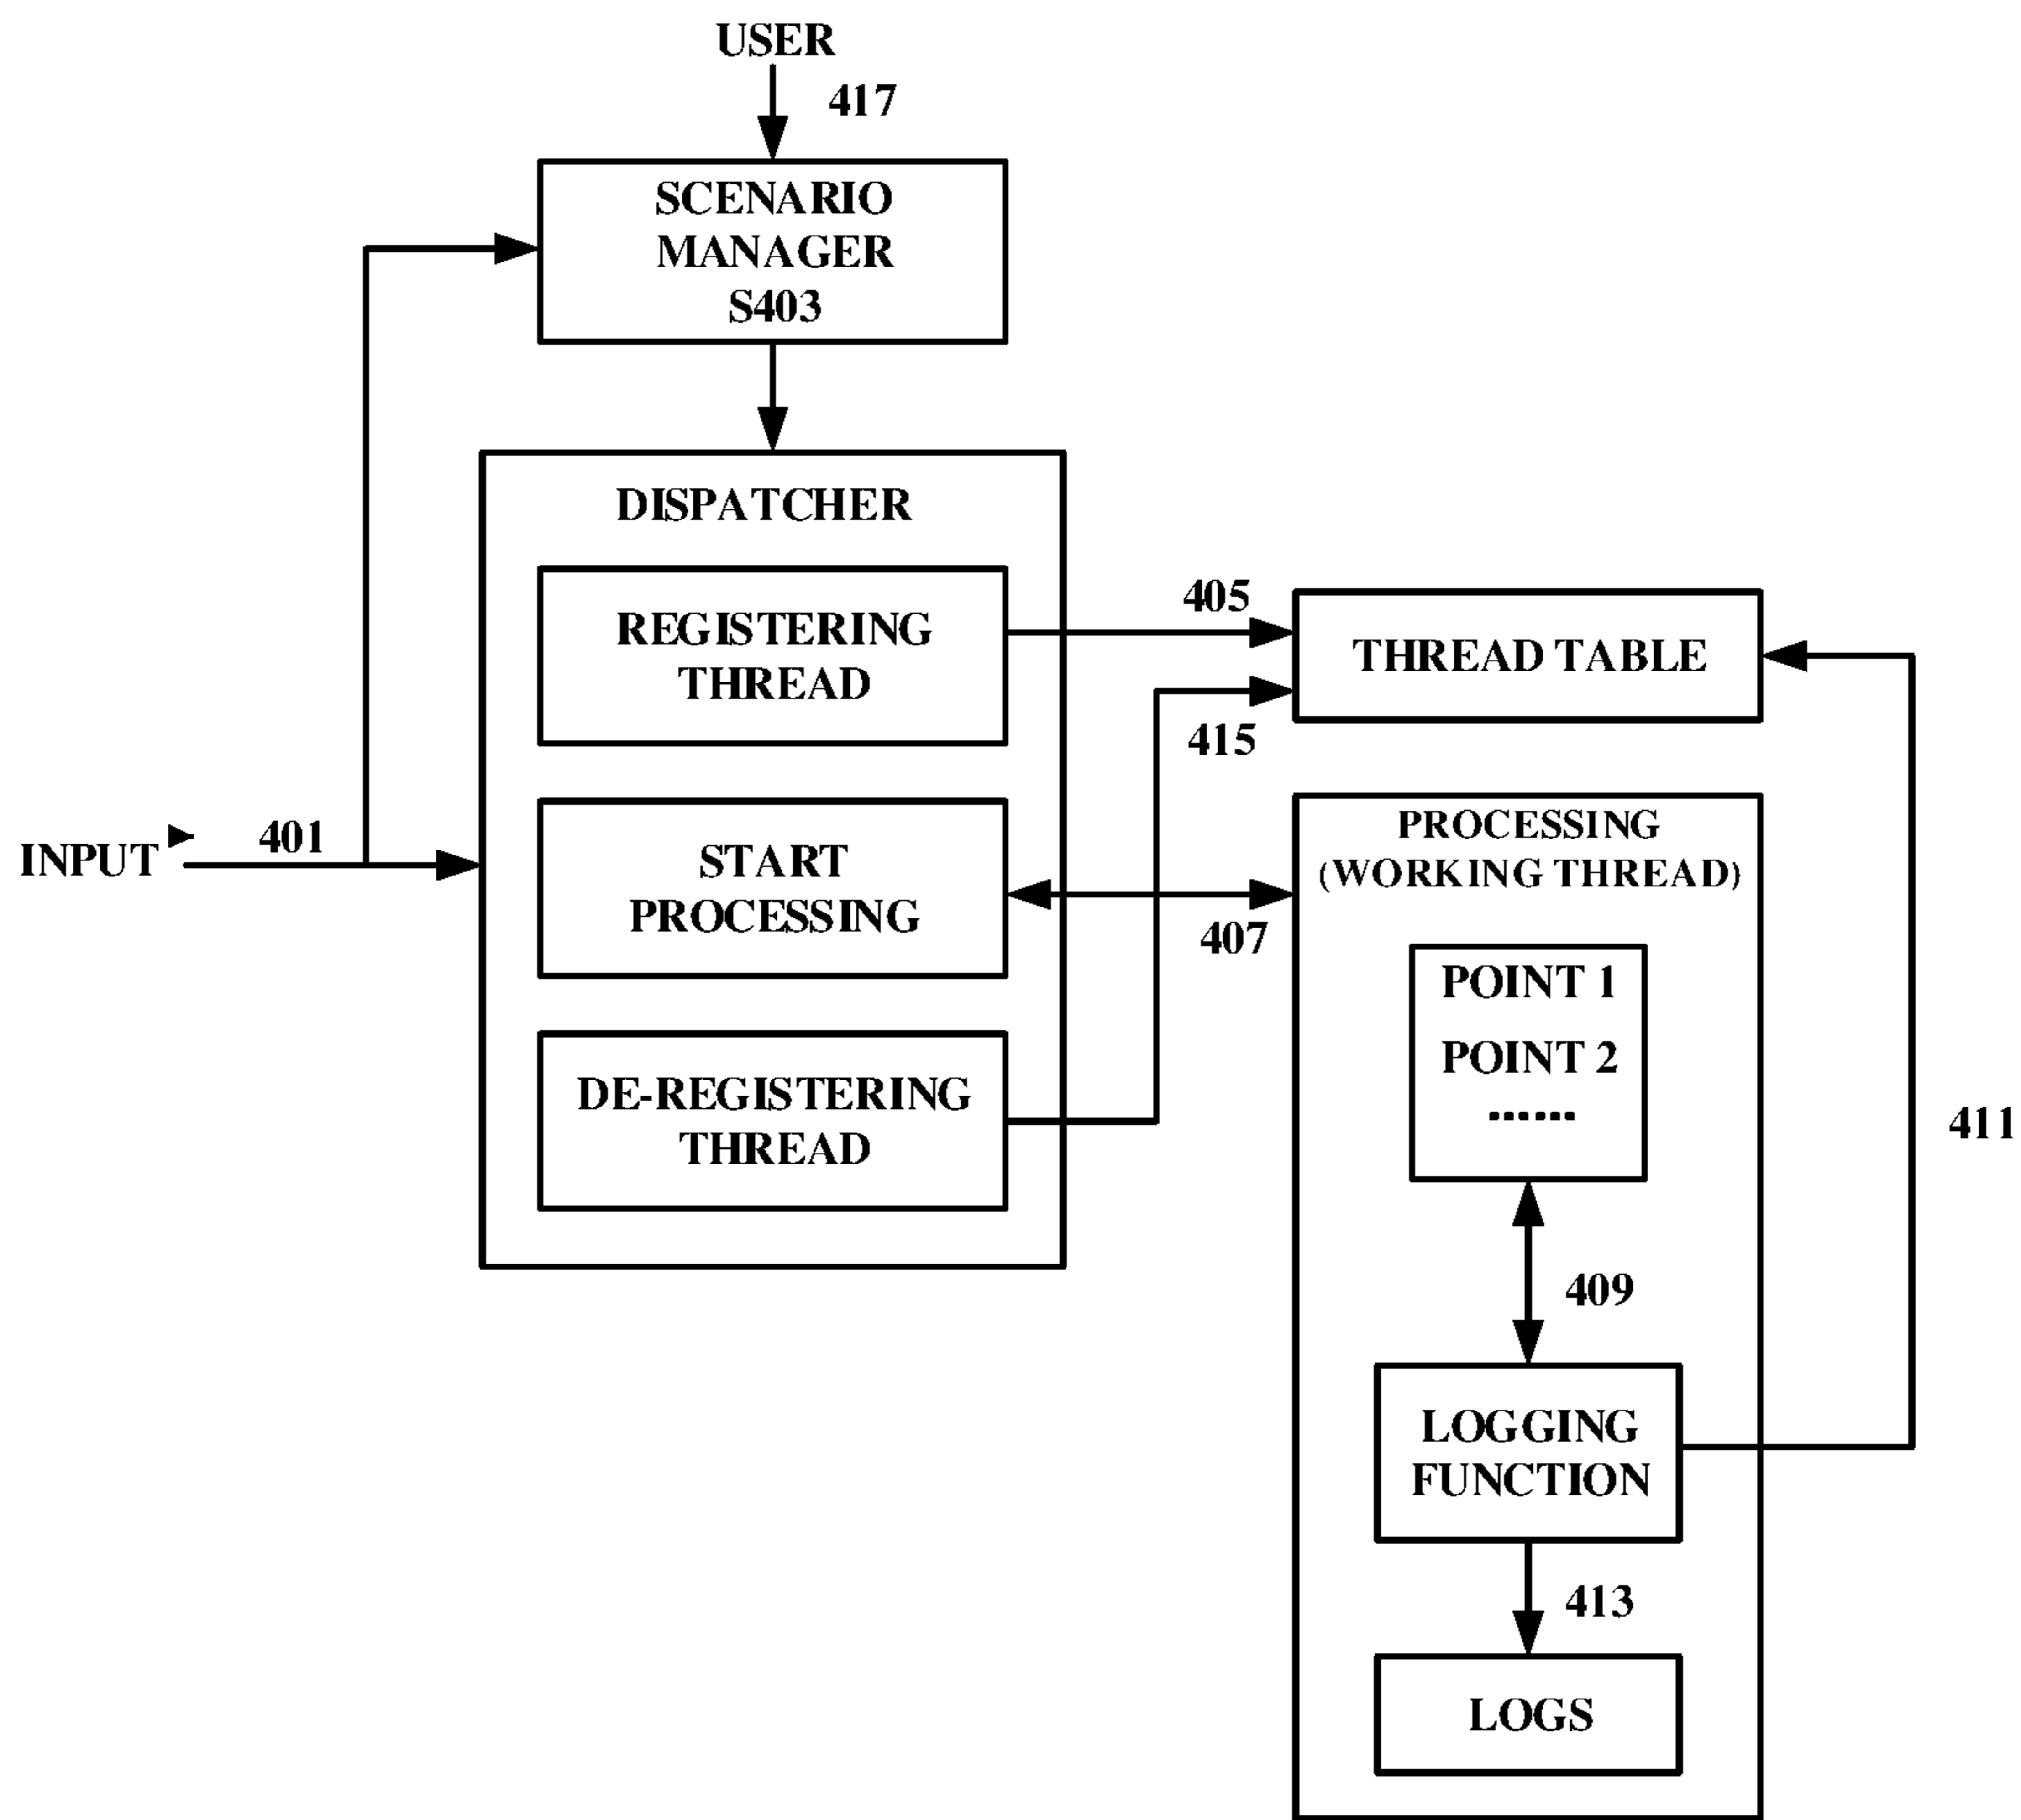 USER
417
SCENARIO
MANAGER
S403
DISPATCHER
REGISTERING
THREAD
405
THREAD TABLE
415
INPUT
401
START
PROCESSING
407
PROCESSING
(WORKING THREAD)
POINT 1
POINT 2
......
DE-REGISTERING
THREAD
411
409
LOGGING
FUNCTION
413
LOGS